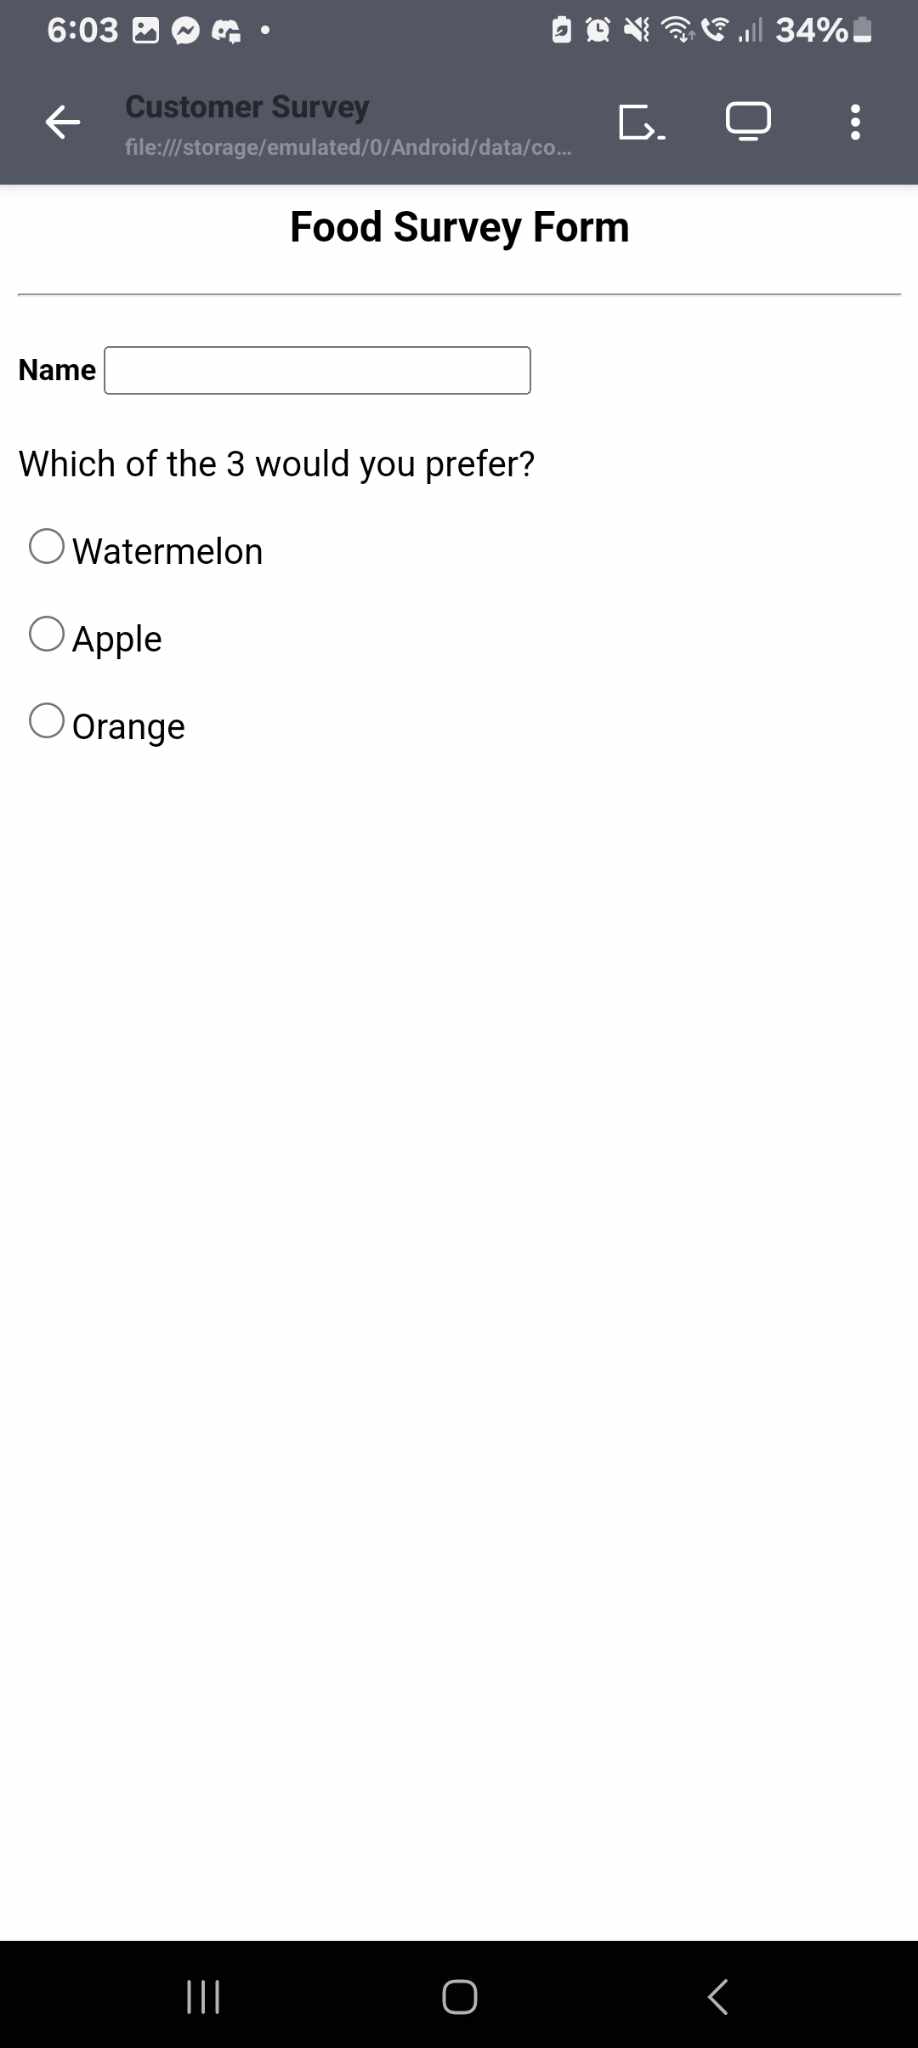 6:03
34%
Customer Survey
file:///storage/emulated/0/Android/data/co...
Food Survey Form
Name
Which of the 3 would you prefer?
Watermelon
Apple
Orange